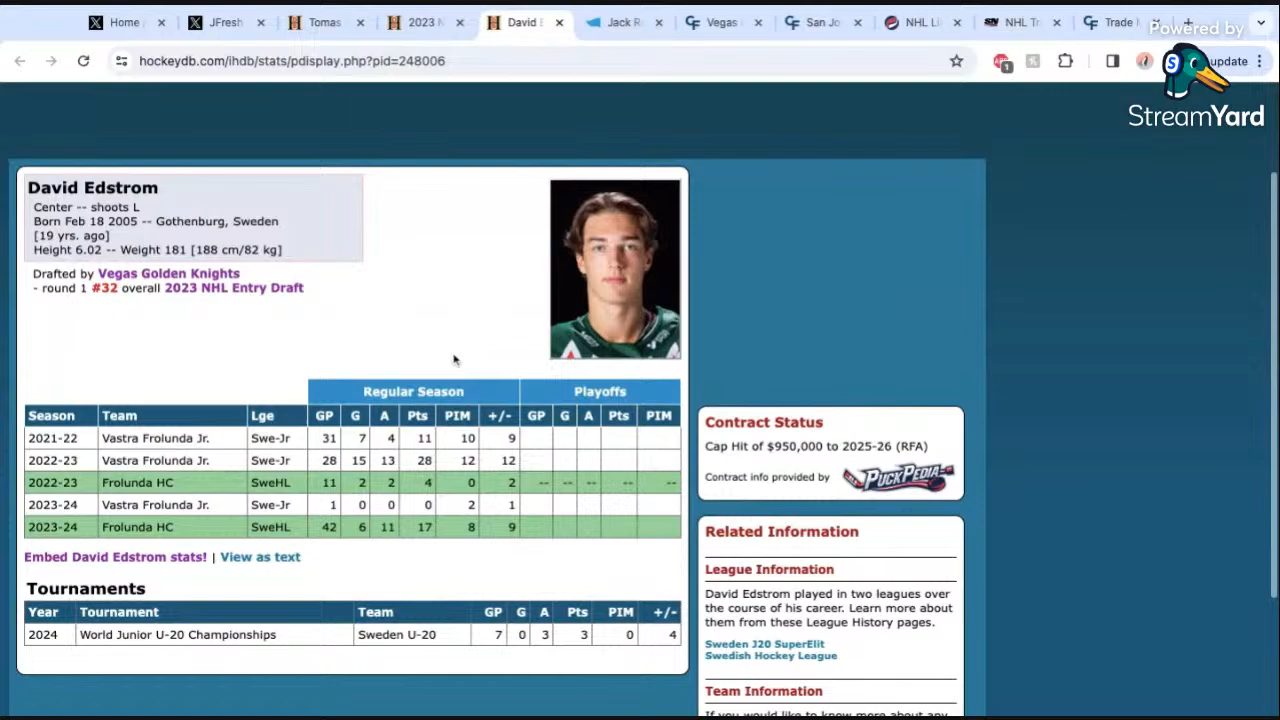 Home
JFresh
Tomas
2023 N
David E
Jack R
Vegas
San Jo
NHL Li
NHL Tr
Trade
Powered by
hockeydb.com/ihdb/stats/pdisplay.php?pid=248006
update
StreamYard
David Edstrom
Center -- shoots L
Born Feb 18 2005 -- Gothenburg, Sweden
[19 yrs. ago]
Height 6.02 -- Weight 181 [188 cm/82 kg]
Drafted by Vegas Golden Knights
- round 1 #32 overall 2023 NHL Entry Draft
Regular Season Playoffs
Season Team Lge GP G A Pts PIM +/- GP G A Pts PIM
2021-22 Vastra Frolunda Jr. Swe-Jr 31 7 4 11 10 9
2022-23 Vastra Frolunda Jr. Swe-Jr 28 15 13 28 12 12
2022-23 Frolunda HC SweHL 11 2 2 4 0 2 -- -- -- -- --
2023-24 Vastra Frolunda Jr. Swe-Jr 1 0 0 0 2 1
2023-24 Frolunda HC SweHL 42 6 11 17 8 9
Embed David Edstrom stats! | View as text
Tournaments
Year Tournament Team GP G A Pts PIM +/-
2024 World Junior U-20 Championships Sweden U-20 7 0 3 3 0 4
Contract Status
Cap Hit of $950,000 to 2025-26 (RFA)
Contract info provided by PUCKPEDIA
Related Information
League Information
David Edstrom played in two leagues over
the course of his career. Learn more about
them from these League History pages.
Sweden J20 SuperElit
Swedish Hockey League
Team Information
If you would like to know more about any